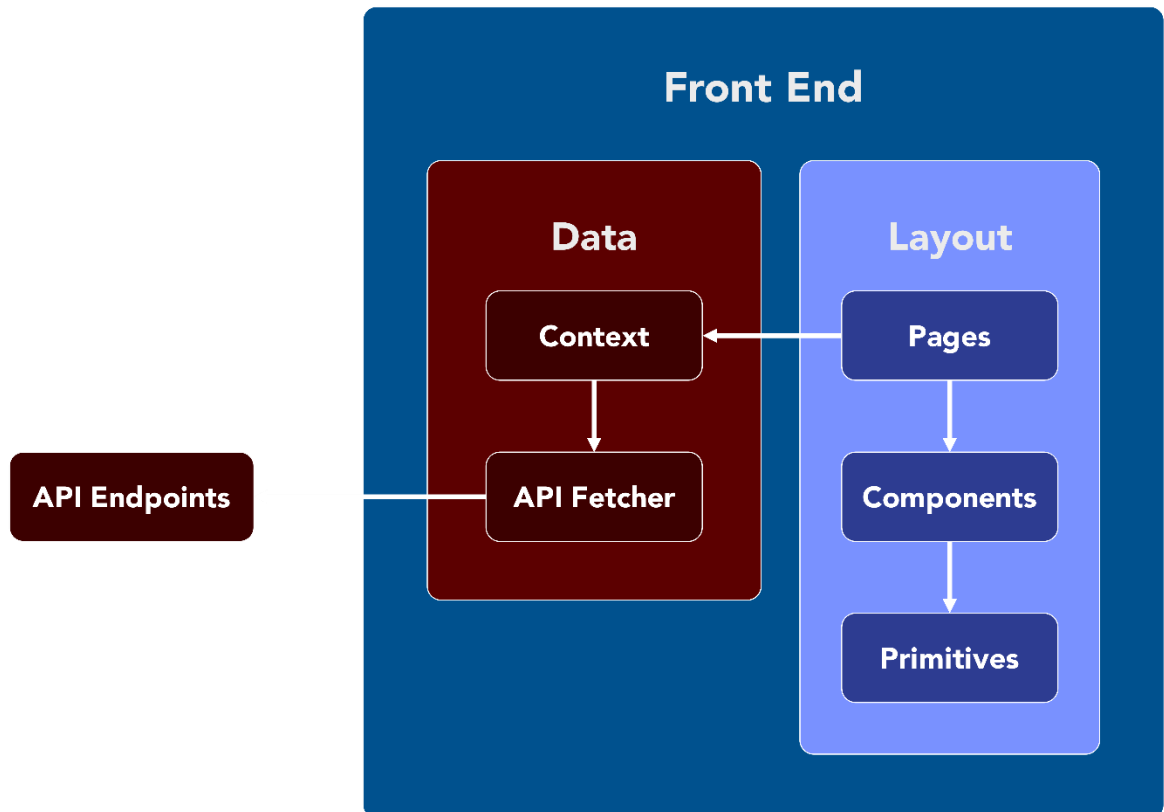 Front End
Data
Layout
Context
Pages
API Endpoints
API Fetcher
Components
Primitives